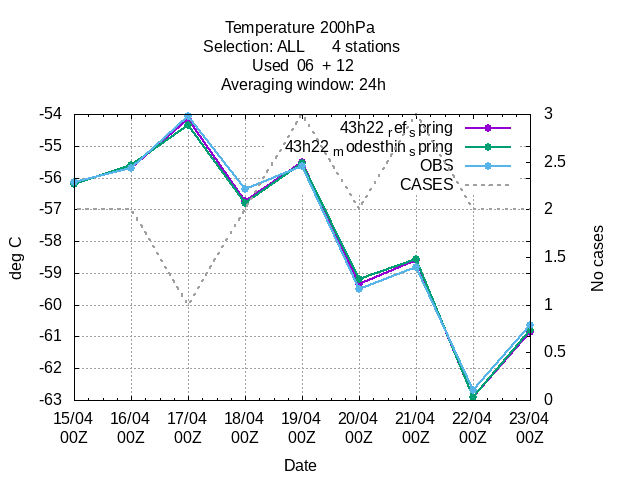 Temperature 200hPa
Selection: ALL 4 stations
Used 06 + 12
Averaging window: 24h
43h22_ref_spring
43h22_modesthin_spring
OBS
CASES
-54
-55
-56
-57
-58
-59
-60
-61
-62
-63
deg C
3
2.5
2
1.5
1
0.5
0
No cases
15/04 16/04 17/04 18/04 19/04 20/04 21/04 22/04 23/04
00Z 00Z 00Z 00Z 00Z 00Z 00Z 00Z 00Z
Date